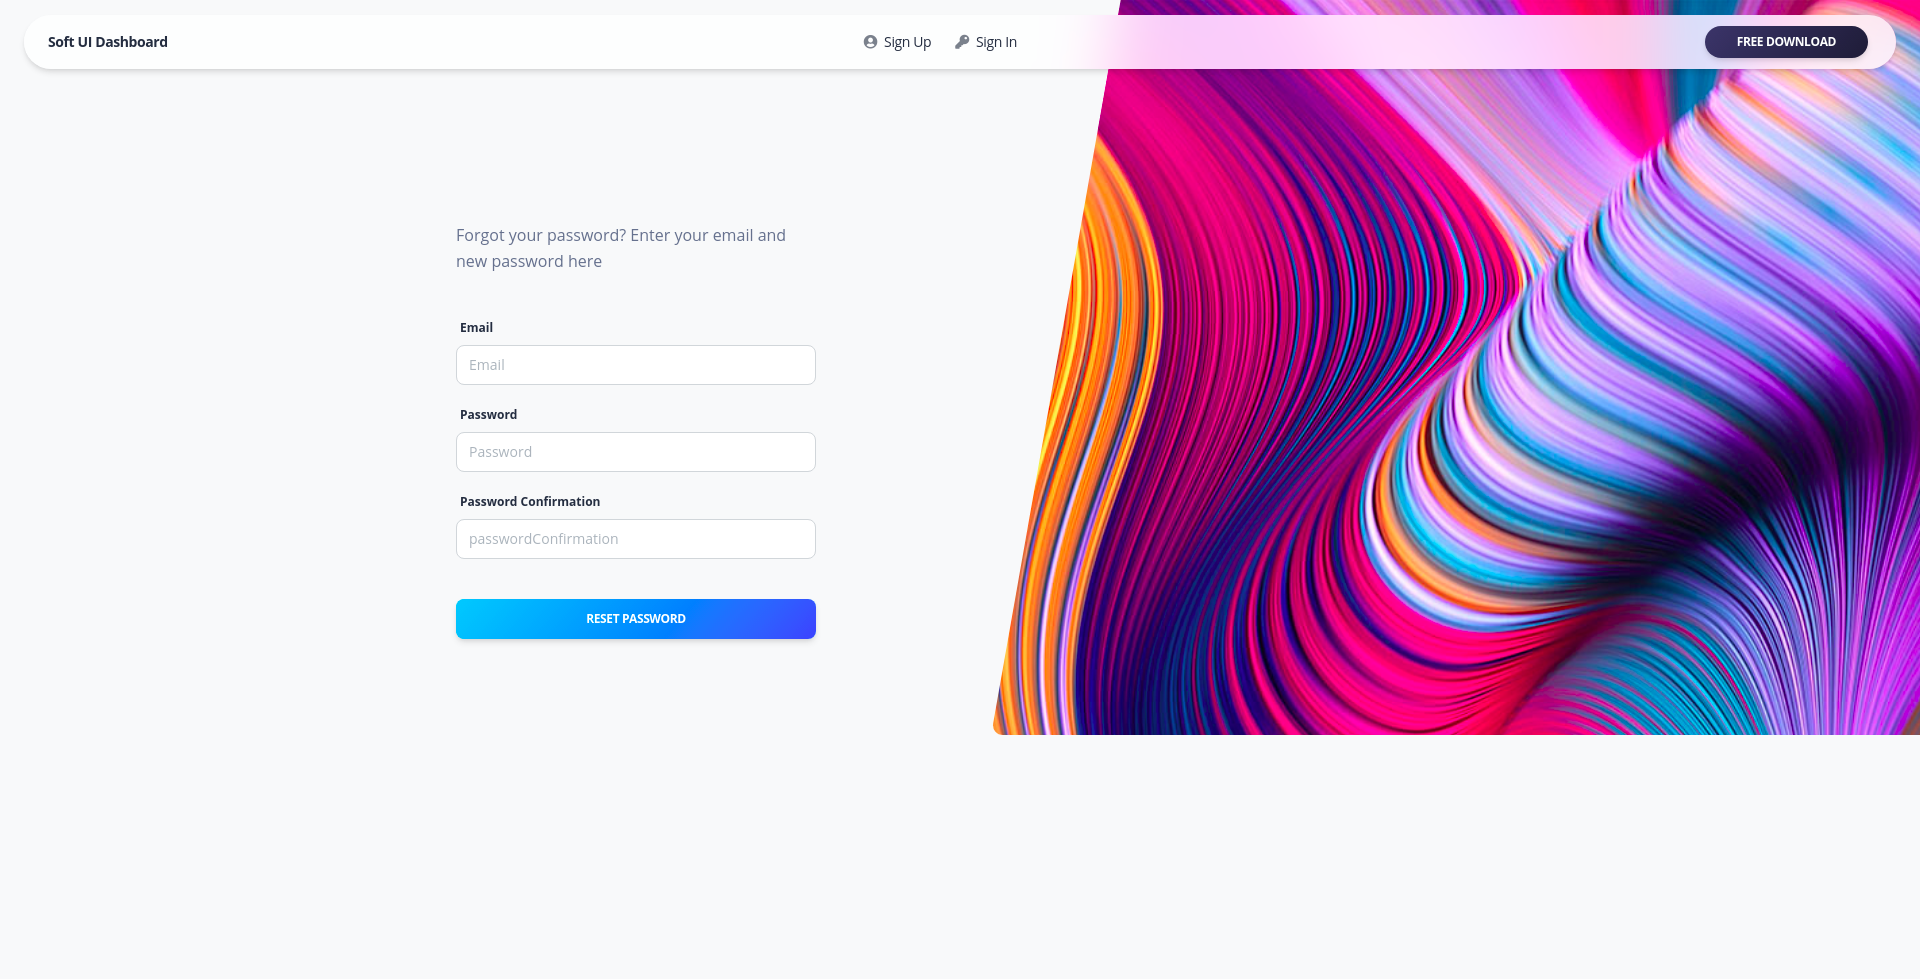 Soft UI Dashboard
Sign Up
Sign In
FREE DOWNLOAD
Forgot your password? Enter your email and
new password here
Email
Email
Password
Password
Password Confirmation
passwordConfirmation
RESET PASSWORD